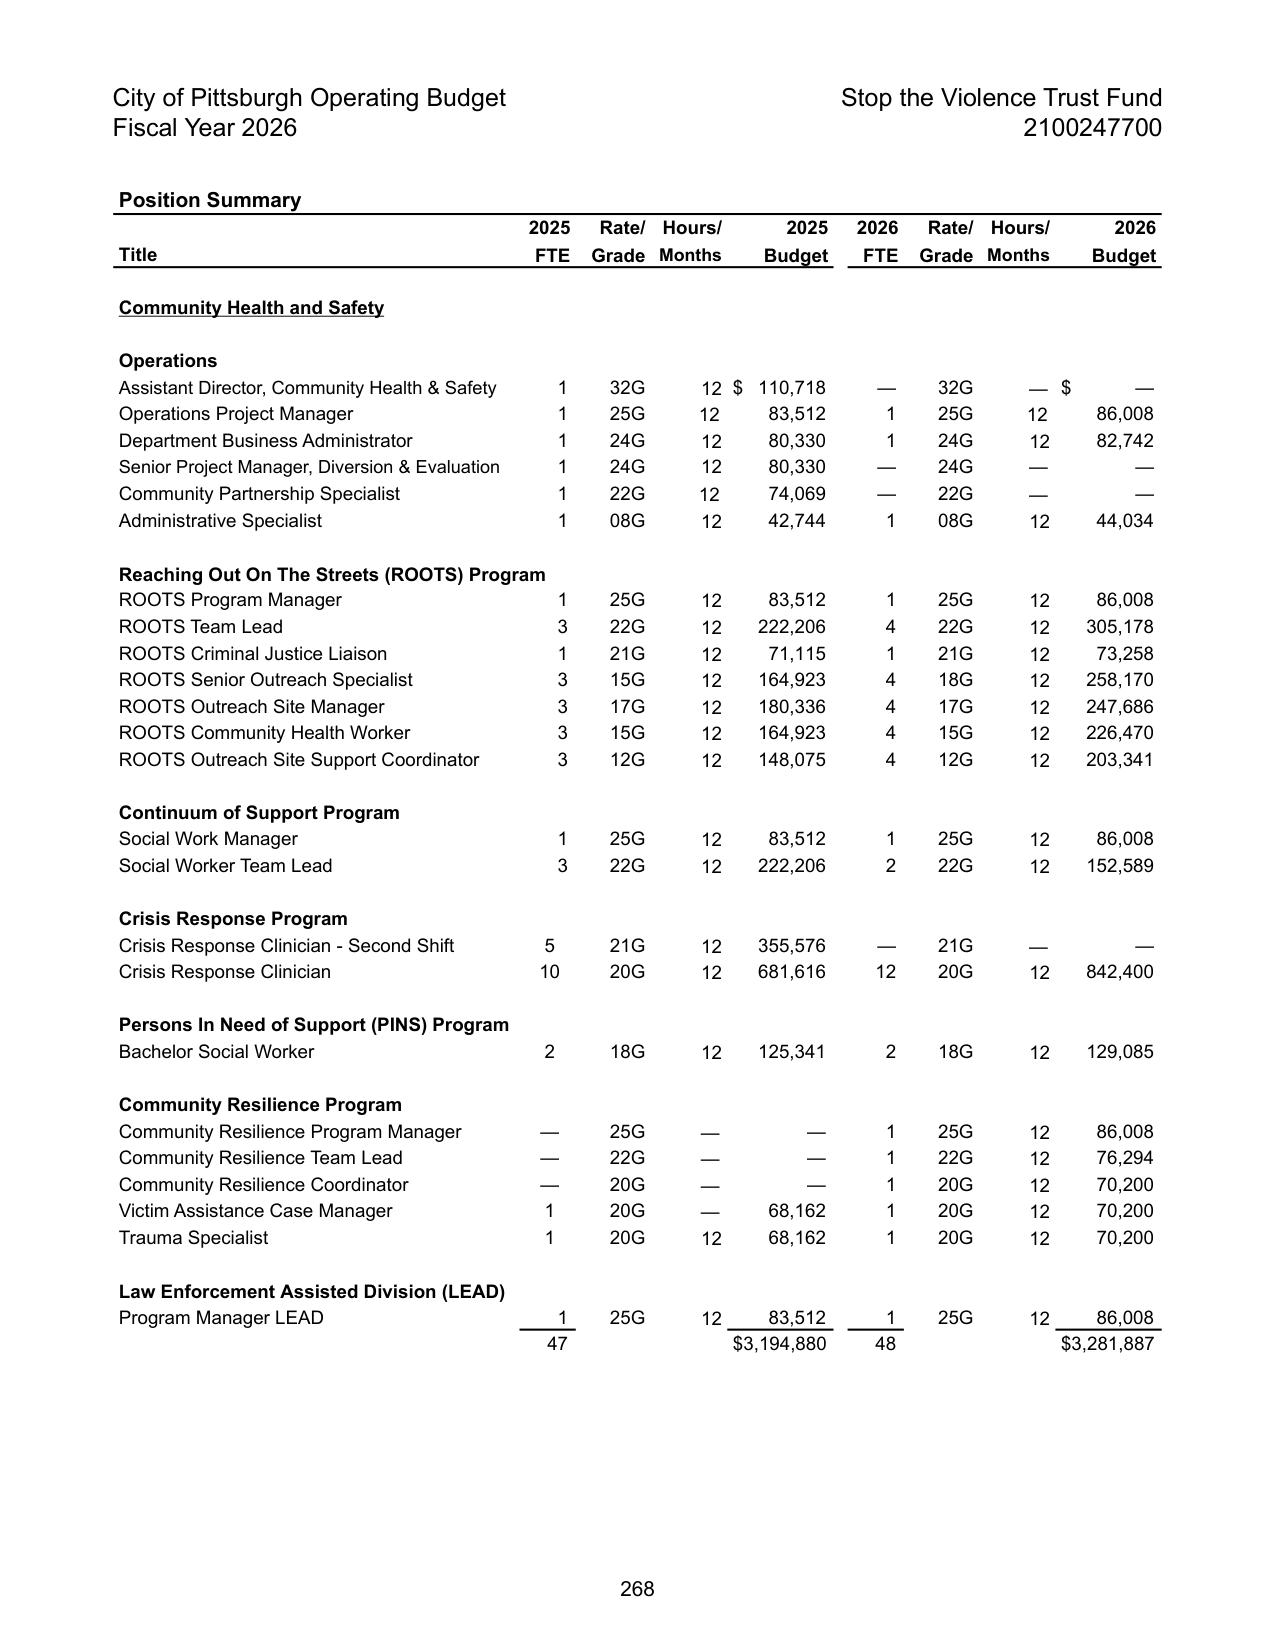 City of Pittsburgh Operating Budget Stop the Violence Trust Fund
Fiscal Year 2026 2100247700
Position Summary
2025 Rate/ Hours/ 2025 2026 Rate/ Hours/ 2026
Title FTE Grade Months Budget FTE Grade Months Budget
Community Health and Safety
Operations
Assistant Director, Community Health & Safety 1 32G 12 $ 110,718 — 32G — $ —
Operations Project Manager 1 25G 12 83,512 1 25G 12 86,008
Department Business Administrator 1 24G 12 80,330 1 24G 12 82,742
Senior Project Manager, Diversion & Evaluation 1 24G 12 80,330 — 24G — —
Community Partnership Specialist 1 22G 12 74,069 — 22G — —
Administrative Specialist 1 08G 12 42,744 1 08G 12 44,034
Reaching Out On The Streets (ROOTS) Program
ROOTS Program Manager 1 25G 12 83,512 1 25G 12 86,008
ROOTS Team Lead 3 22G 12 222,206 4 22G 12 305,178
ROOTS Criminal Justice Liaison 1 21G 12 71,115 1 21G 12 73,258
ROOTS Senior Outreach Specialist 3 15G 12 164,923 4 18G 12 258,170
ROOTS Outreach Site Manager 3 17G 12 180,336 4 17G 12 247,686
ROOTS Community Health Worker 3 15G 12 164,923 4 15G 12 226,470
ROOTS Outreach Site Support Coordinator 3 12G 12 148,075 4 12G 12 203,341
Continuum of Support Program
Social Work Manager 1 25G 12 83,512 1 25G 12 86,008
Social Worker Team Lead 3 22G 12 222,206 2 22G 12 152,589
Crisis Response Program
Crisis Response Clinician - Second Shift 5 21G 12 355,576 — 21G — —
Crisis Response Clinician 10 20G 12 681,616 12 20G 12 842,400
Persons In Need of Support (PINS) Program
Bachelor Social Worker 2 18G 12 125,341 2 18G 12 129,085
Community Resilience Program
Community Resilience Program Manager — 25G — — 1 25G 12 86,008
Community Resilience Team Lead — 22G — — 1 22G 12 76,294
Community Resilience Coordinator — 20G — — 1 20G 12 70,200
Victim Assistance Case Manager 1 20G — 68,162 1 20G 12 70,200
Trauma Specialist 1 20G 12 68,162 1 20G 12 70,200
Law Enforcement Assisted Division (LEAD)
Program Manager LEAD 1 25G 12 83,512 1 25G 12 86,008
47 $3,194,880 48 $3,281,887
268